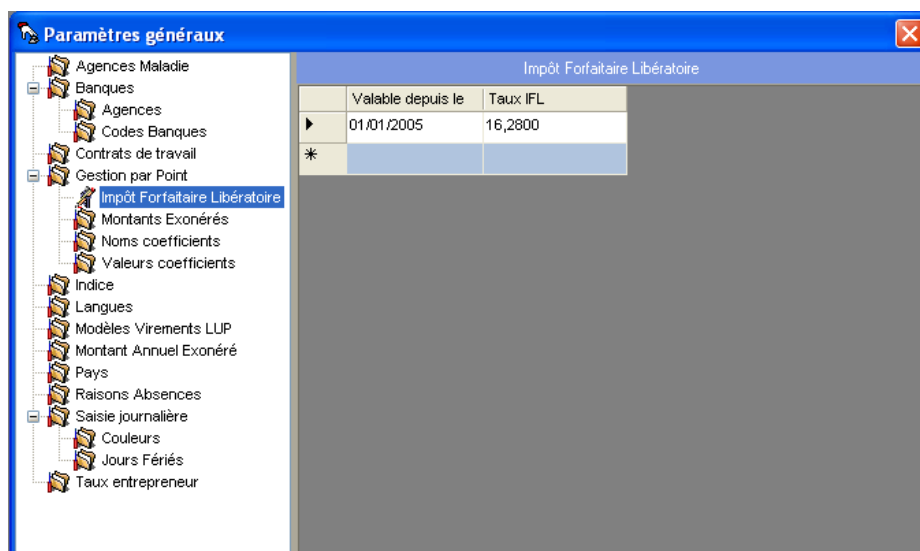 Paramètres généraux
Agences Maladie
Banques
Agences
Codes Banques
Contrats de travail
Gestion par Point
Impôt Forfaitaire Libératoire
Montants Exonérés
Noms coefficients
Valeurs coefficients
Indice
Langues
Modèles Virements LUP
Montant Annuel Exonéré
Pays
Raisons Absences
Saisie journalière
Couleurs
Jours Fériés
Taux entrepreneur
Impôt Forfaitaire Libératoire
Valable depuis le Taux IFL
01/01/2005 16,2800